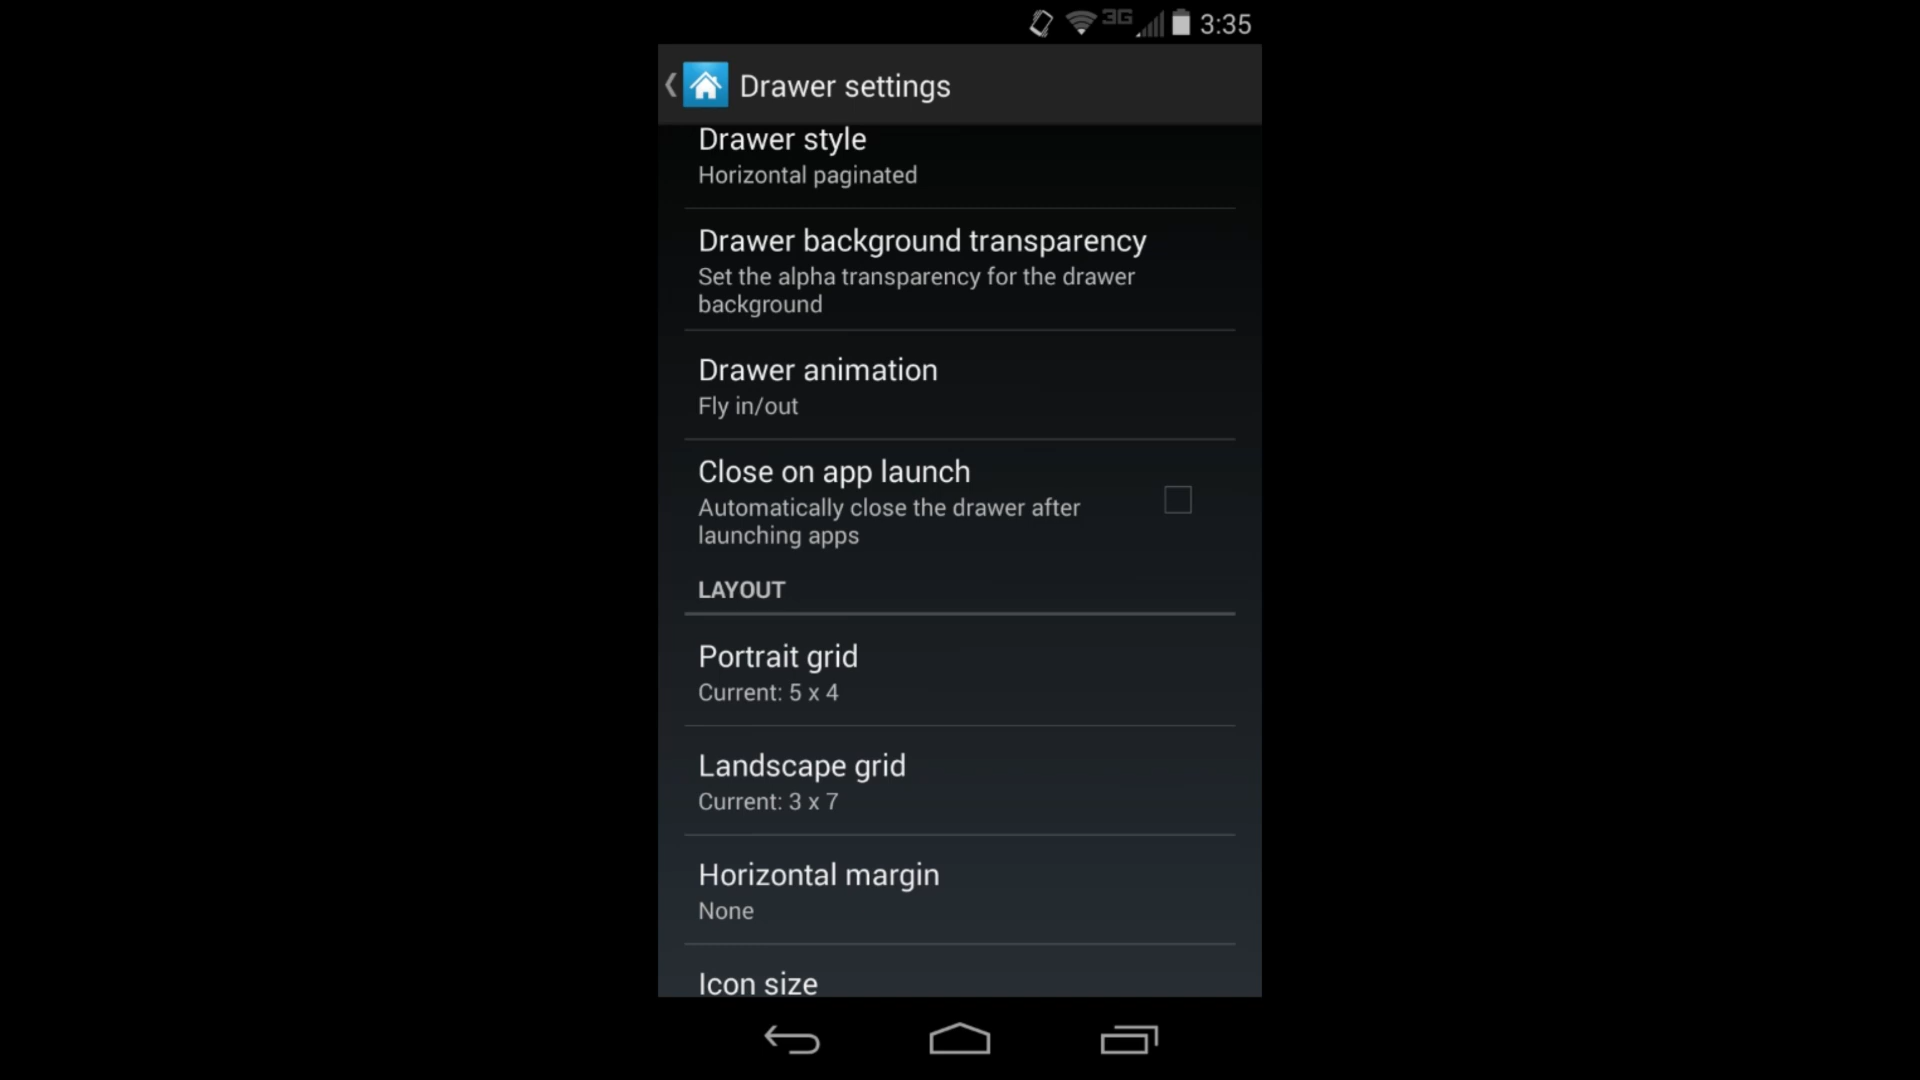 3G 3:35
Drawer settings
Drawer style
Horizontal paginated
Drawer background transparency
Set the alpha transparency for the drawer
background
Drawer animation
Fly in/out
Close on app launch
Automatically close the drawer after
launching apps
LAYOUT
Portrait grid
Current: 5 x 4
Landscape grid
Current: 3 x 7
Horizontal margin
None
Icon size